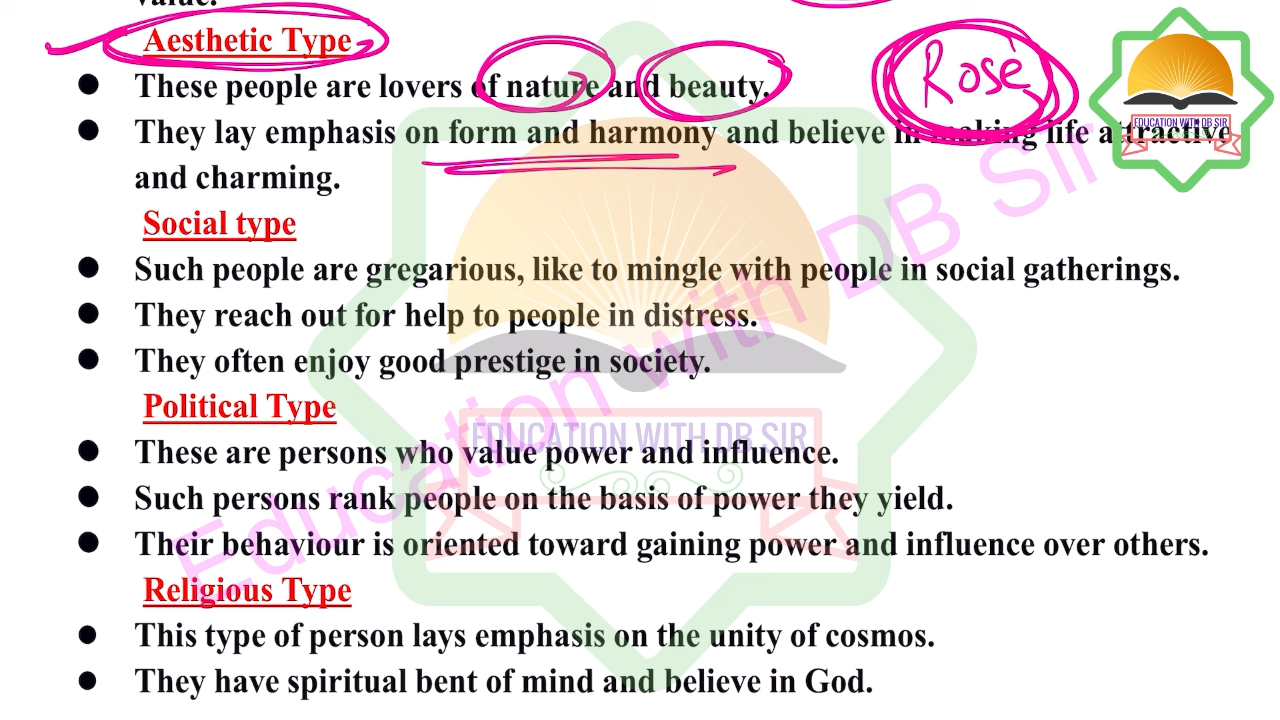 value.
Aesthetic Type
● These people are lovers of nature and beauty.
Rose
● They lay emphasis on form and harmony and believe in making life attractive
and charming.
EDUCATION WITH DB SIR
Social type
● Such people are gregarious, like to mingle with people in social gatherings.
● They reach out for help to people in distress.
● They often enjoy good prestige in society.
Political Type
EDUCATION WITH DB SIR
● These are persons who value power and influence.
● Such persons rank people on the basis of power they yield.
● Their behaviour is oriented toward gaining power and influence over others.
Religious Type
● This type of person lays emphasis on the unity of cosmos.
● They have spiritual bent of mind and believe in God.
Education with DB Sir